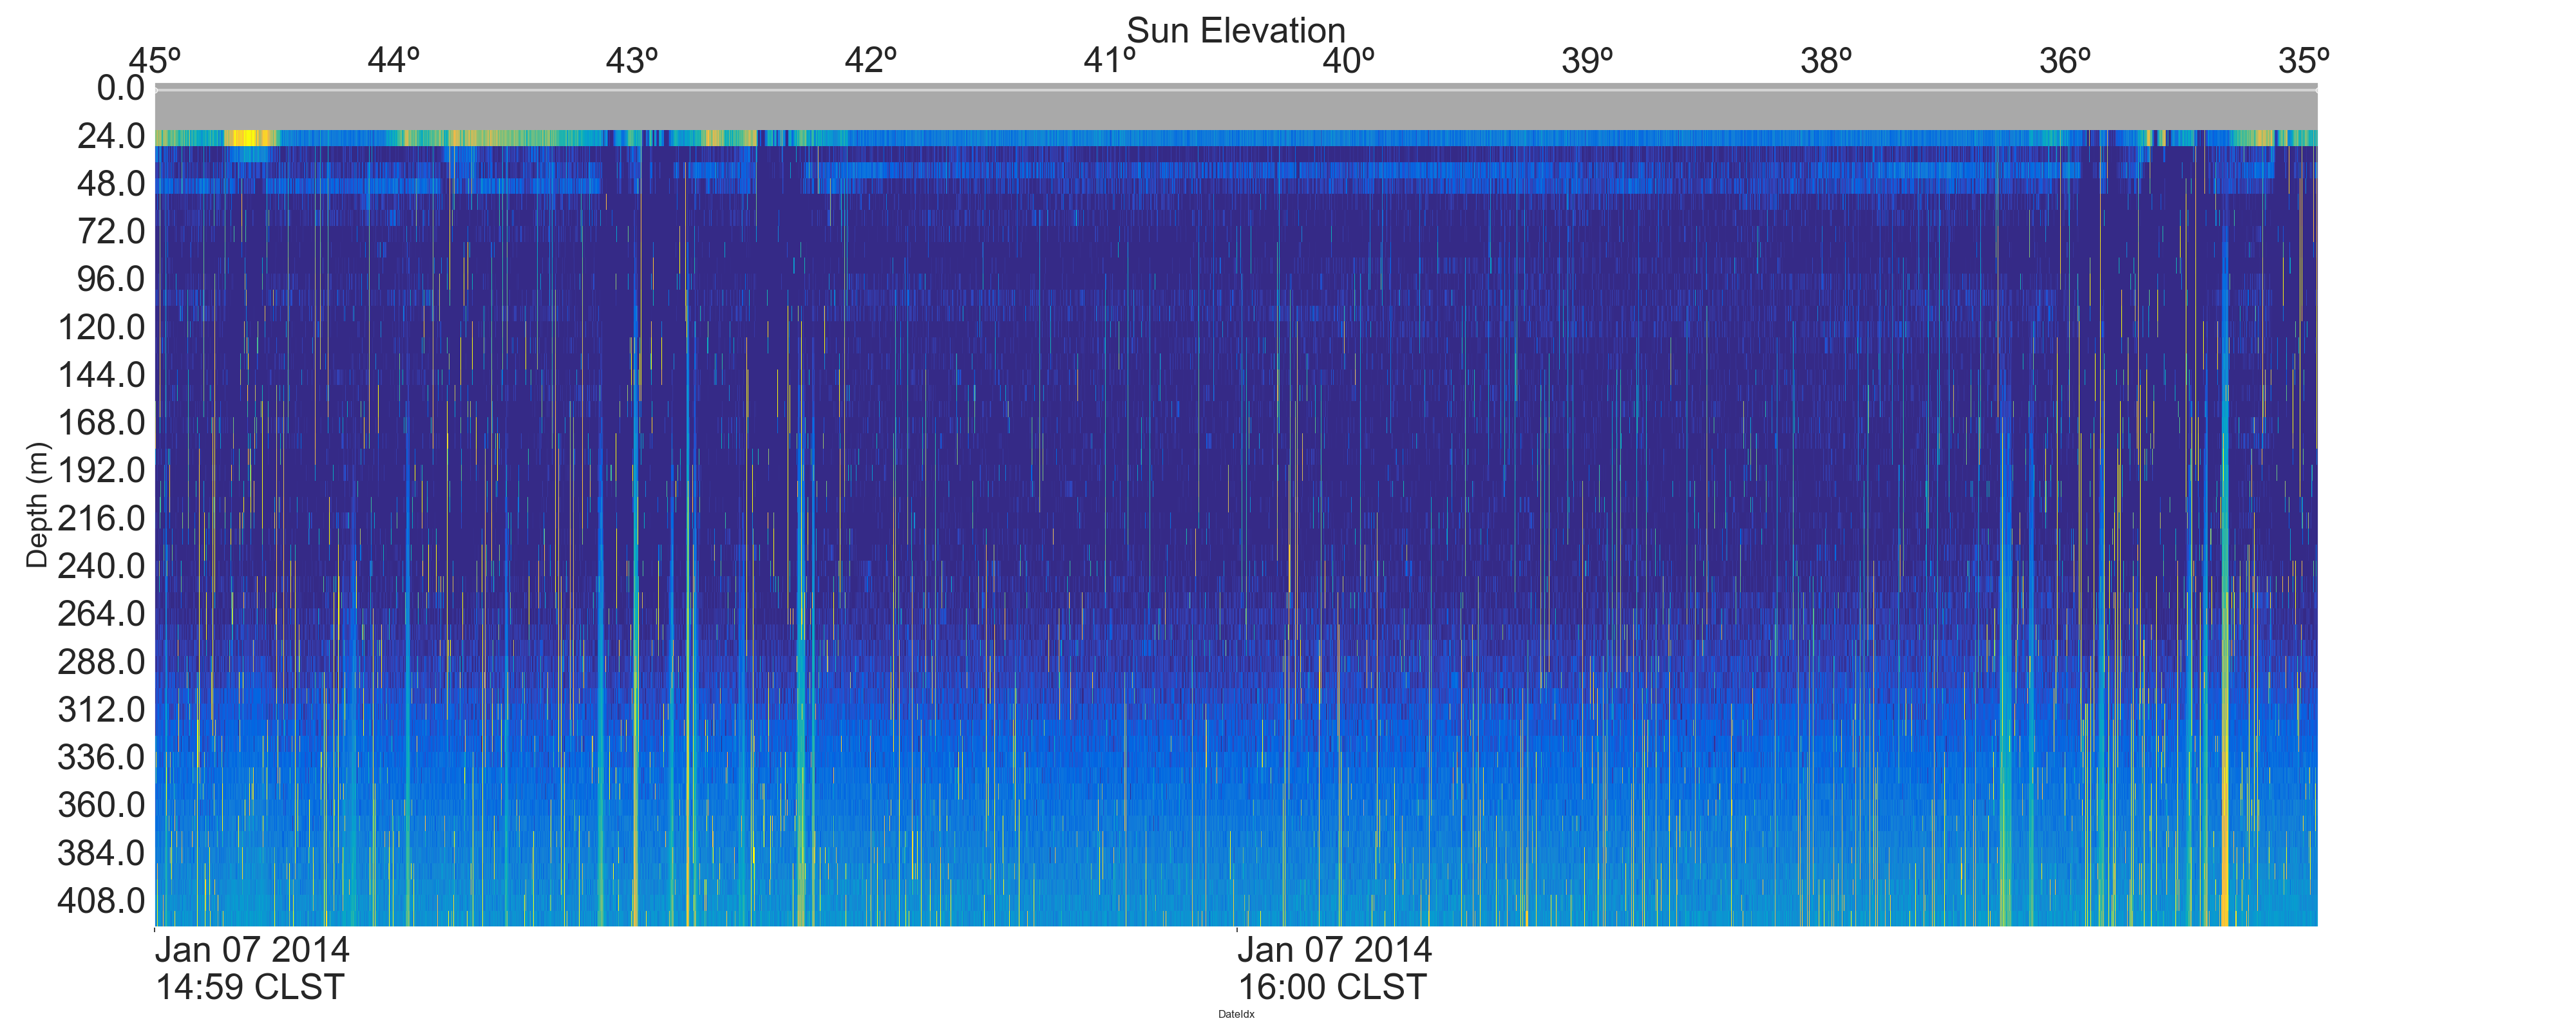 Sun Elevation
45º 44º 43º 42º 41º 40º 39º 38º 36º 35º
0.0
24.0
48.0
72.0
96.0
120.0
144.0
168.0
192.0
216.0
240.0
264.0
288.0
312.0
336.0
360.0
384.0
408.0
Depth (m)
Jan 07 2014
14:59 CLST
Jan 07 2014
16:00 CLST
DateIdx